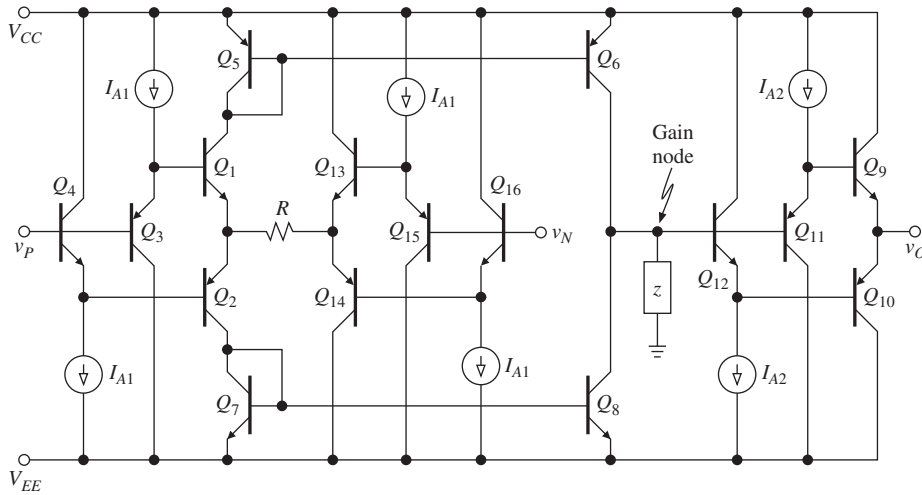 V_CC
Q_5
Q_6
I_A1
I_A1
I_A2
Gain
node
Q_1
Q_13
Q_9
Q_4
Q_16
R
v_P
Q_3
Q_15
v_N
Q_11
v_O
Q_12
Q_2
Q_14
z
Q_10
I_A1
I_A1
I_A2
Q_7
Q_8
V_EE